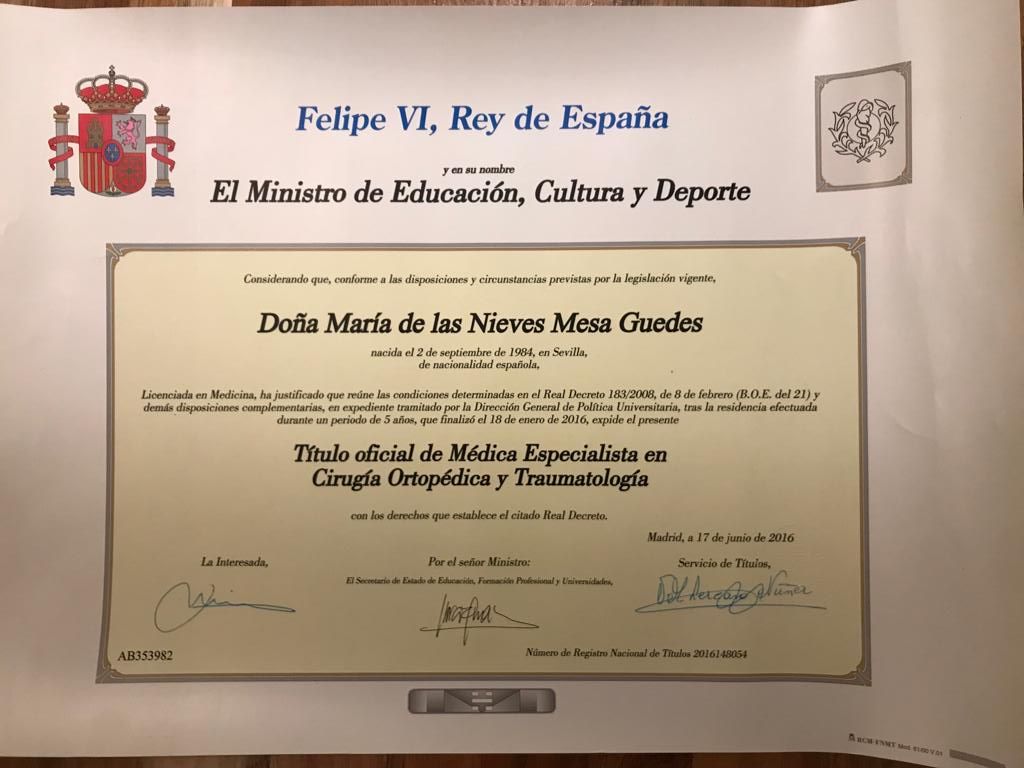 Felipe VI, Rey de España
y en su nombre
El Ministro de Educación, Cultura y Deporte
Considerando que, conforme a las disposiciones y circunstancias previstas por la legislación vigente,
Doña María de las Nieves Mesa Guedes
nacida el 2 de septiembre de 1984, en Sevilla,
de nacionalidad española,
Licenciada en Medicina, ha justificado que reúne las condiciones determinadas en el Real Decreto 183/2008, de 8 de febrero (B.O.E. del 21) y
demás disposiciones complementarias, en expediente tramitado por la Dirección General de Política Universitaria, tras la residencia efectuada
durante un periodo de 5 años, que finalizó el 18 de enero de 2016, expide el presente
Título oficial de Médica Especialista en
Cirugía Ortopédica y Traumatología
con los derechos que establece el citado Real Decreto.
Madrid, a 17 de junio de 2016
La Interesada,
Por el señor Ministro:
Servicio de Títulos,
El Secretario de Estado de Educación, Formación Profesional y Universidades,
AB353982
Número de Registro Nacional de Títulos 2016148054
RCM-FNMT Mod. 61/00 V.01